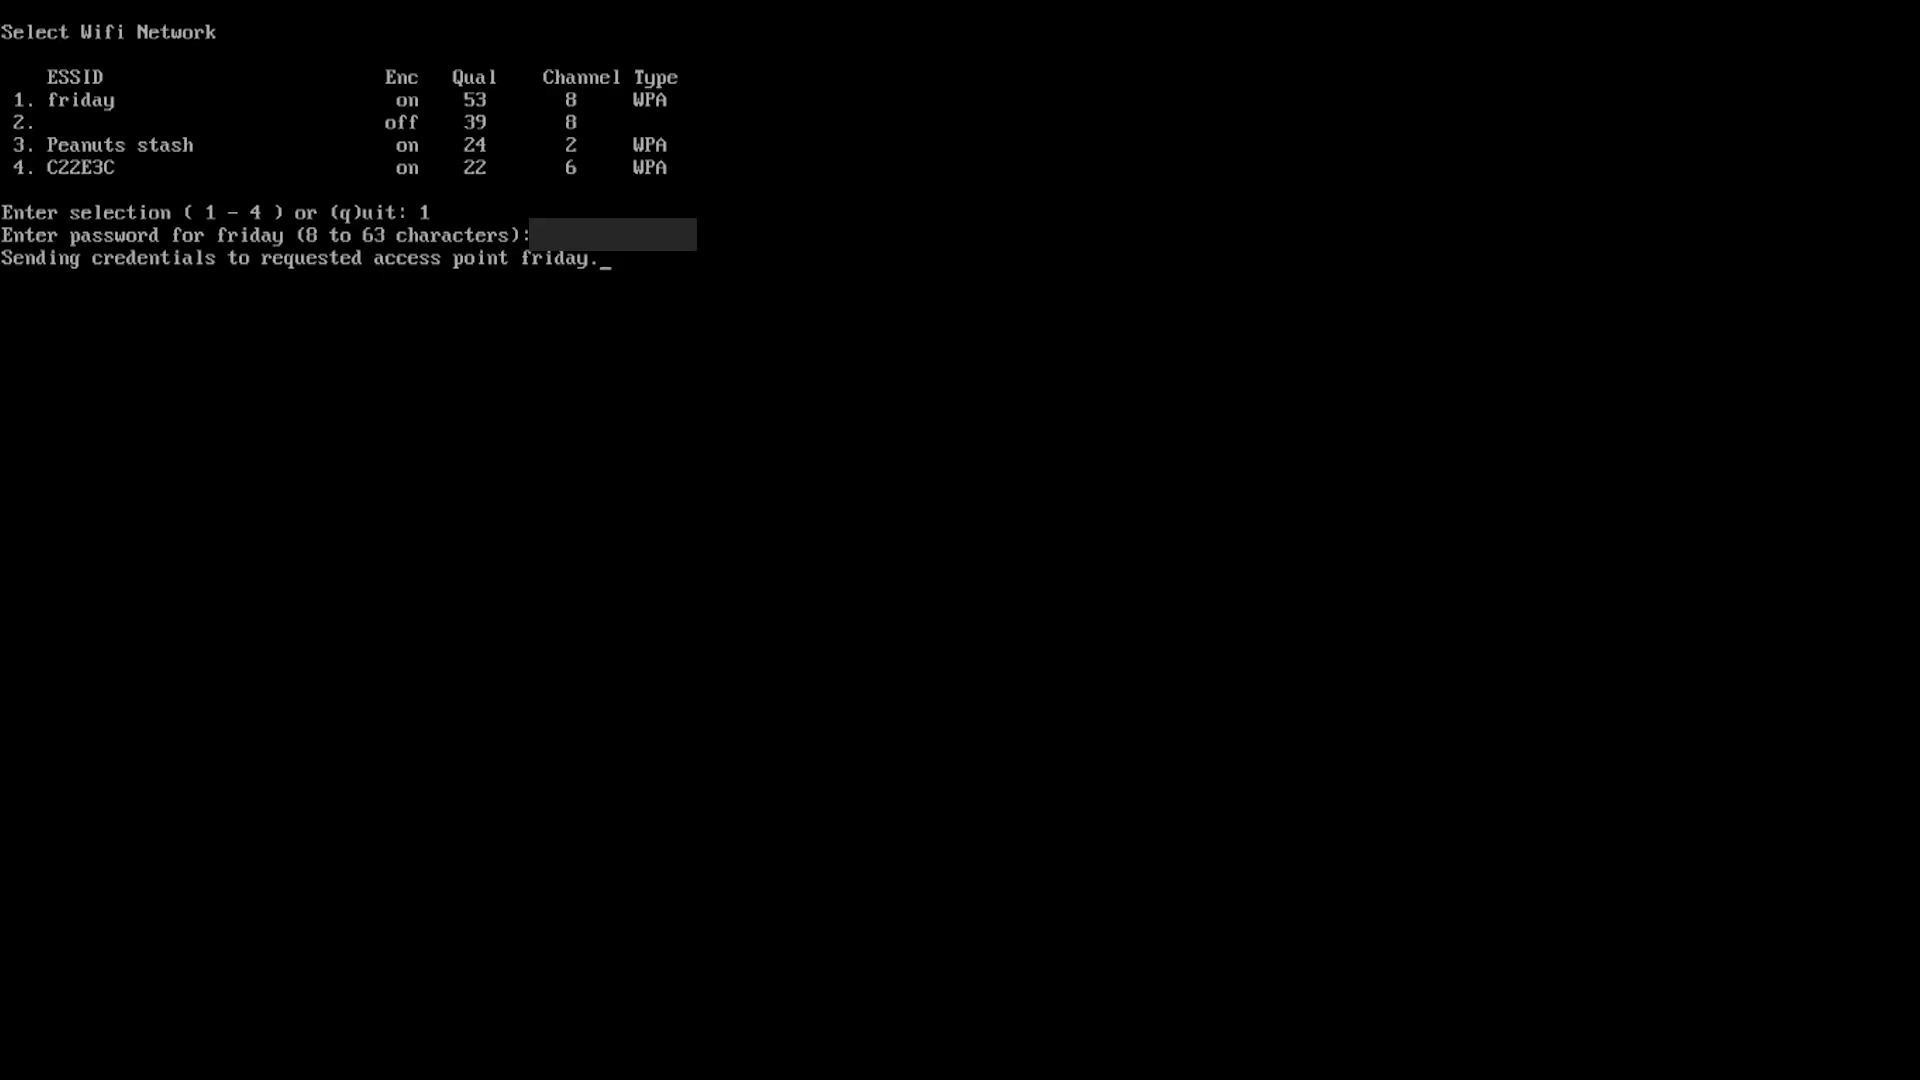 Select Wifi Network
ESSID Enc Qual Channel Type
1. friday on 53 8 WPA
2. off 39 8
3. Peanuts stash on 24 2 WPA
4. C22E3C on 22 6 WPA
Enter selection ( 1 - 4 ) or (q)uit: 1
Enter password for friday (8 to 63 characters):
Sending credentials to requested access point friday._